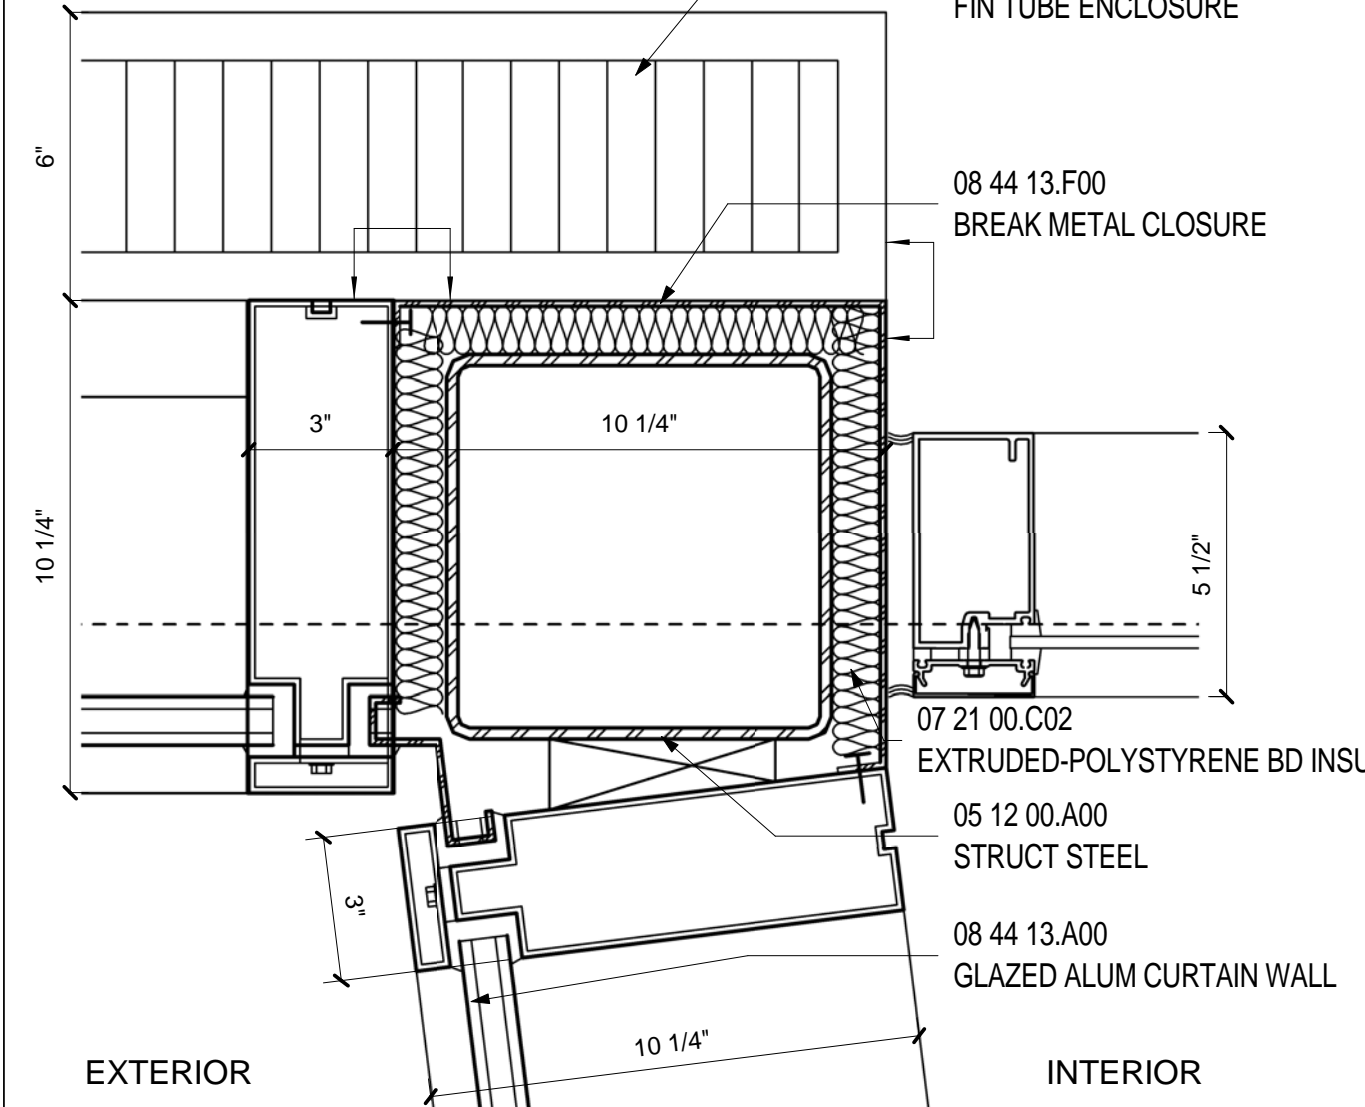 FIN TUBE ENCLOSURE
6"
08 44 13.F00
BREAK METAL CLOSURE
3"
10 1/4"
10 1/4"
5 1/2"
07 21 00.C02
EXTRUDED-POLYSTYRENE BD INSU
05 12 00.A00
STRUCT STEEL
3"
08 44 13.A00
GLAZED ALUM CURTAIN WALL
10 1/4"
EXTERIOR
INTERIOR